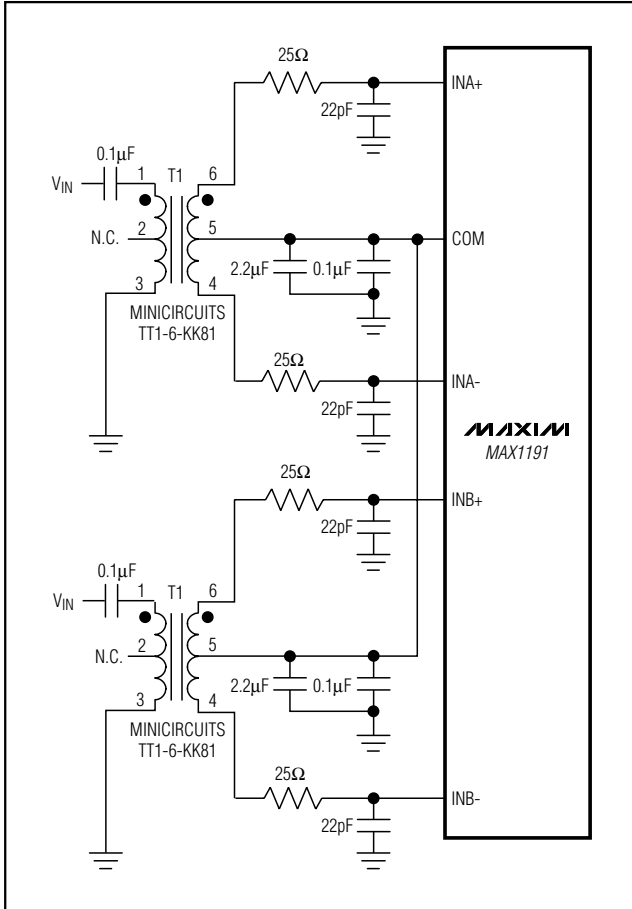 25Ω
INA+
22pF
0.1μF
1 T1 6
VIN
N.C. 2 5 COM
2.2μF 0.1μF
3 4
MINICIRCUITS
TT1-6-KK81
25Ω
INA-
22pF
MAXIM
MAX1191
25Ω
INB+
22pF
0.1μF
1 T1 6
VIN
N.C. 2 5
2.2μF 0.1μF
3 4
MINICIRCUITS
TT1-6-KK81
25Ω
INB-
22pF